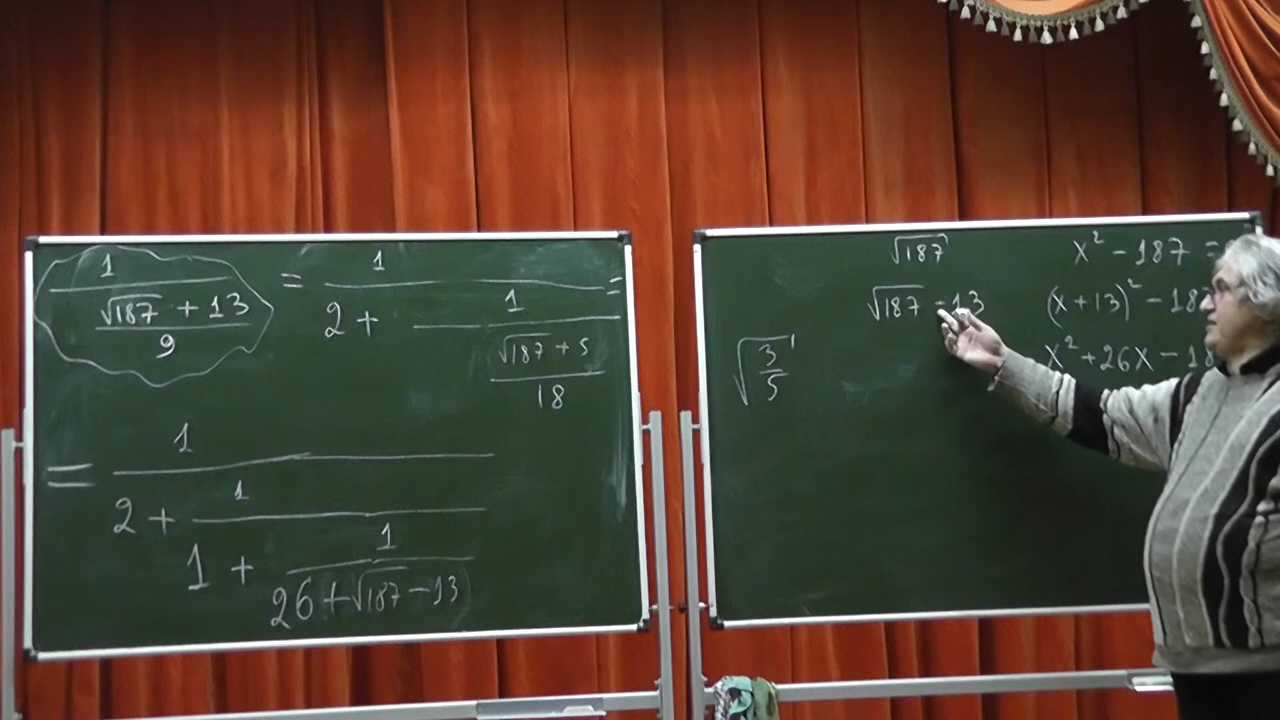 1 / ((√187 + 13) / 9) = 1 / (2 + 1 / ((√187 + 5) / 18)) =
= 1 / (2 + 1 / (1 + 1 / (26 + √187 - 13)))
√187
x² - 187 =
√187 - 13
(x + 13)² - 18
√(3/5)
x² + 26x - 18